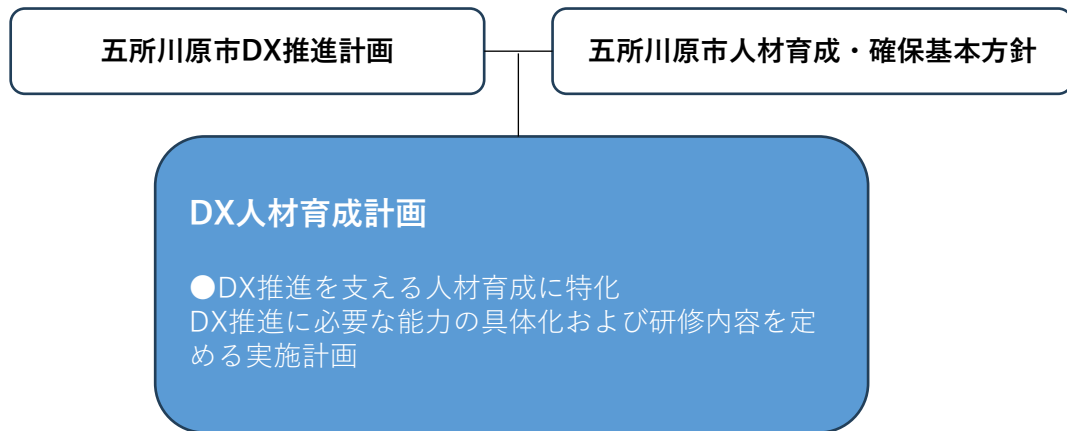 五所川原市DX推進計画
五所川原市人材育成・確保基本方針
DX人材育成計画
●DX推進を支える人材育成に特化
DX推進に必要な能力の具体化および研修内容を定
める実施計画